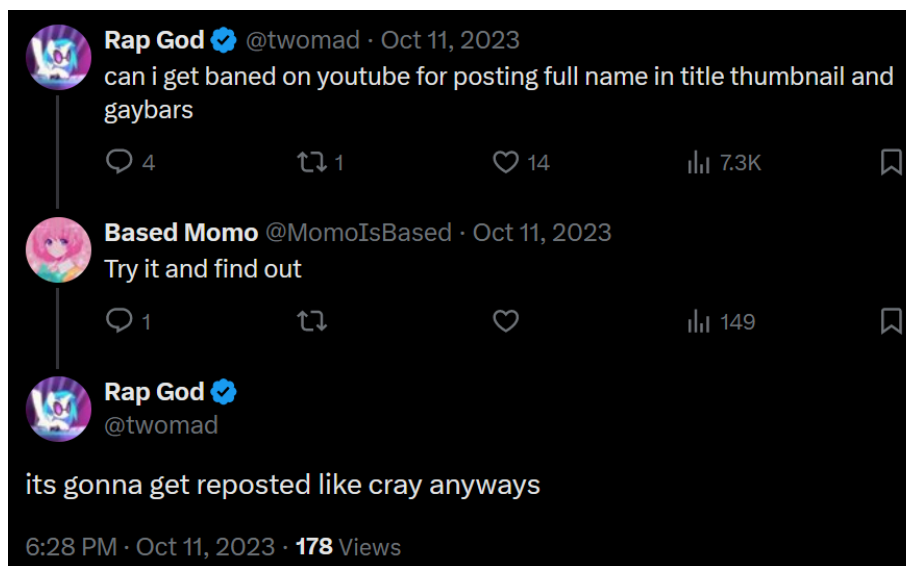 Rap God @twomad · Oct 11, 2023
can i get baned on youtube for posting full name in title thumbnail and
gaybars
4 1 14 7.3K
Based Momo @MomoIsBased · Oct 11, 2023
Try it and find out
1 149
Rap God
@twomad
its gonna get reposted like cray anyways
6:28 PM · Oct 11, 2023 · 178 Views